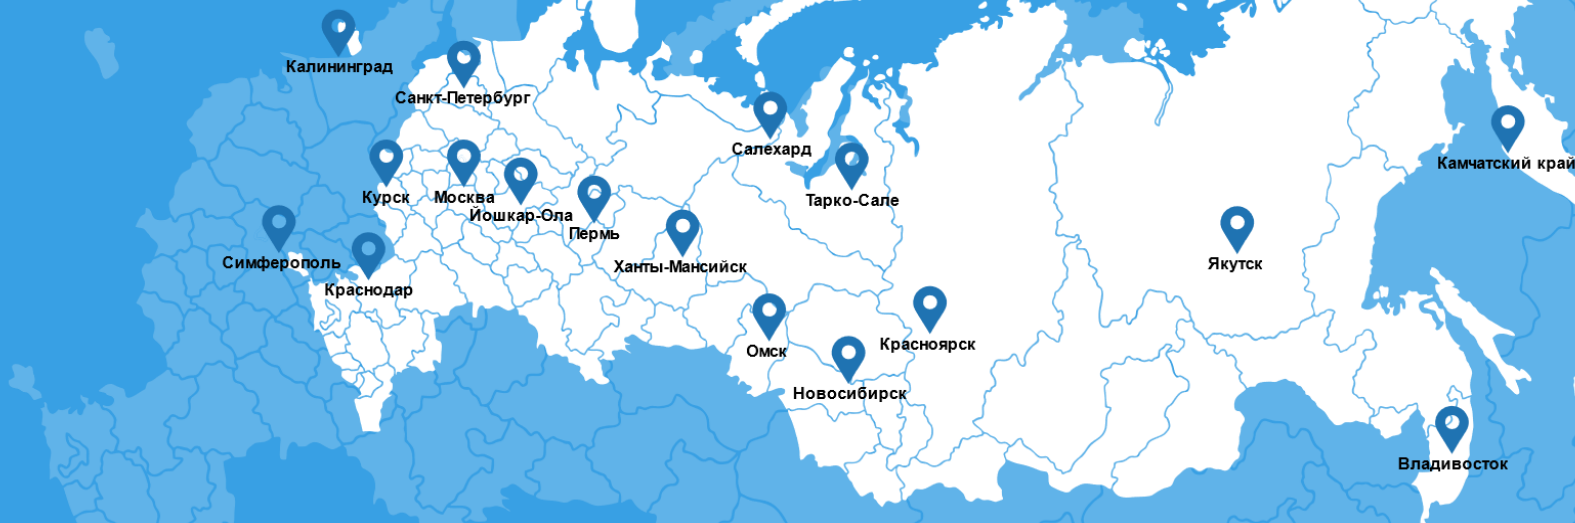 Калининград
Санкт-Петербург
Салехард
Камчатский край
Курск
Москва
Тарко-Сале
Йошкар-Ола
Пермь
Симферополь
Ханты-Мансийск
Якутск
Краснодар
Красноярск
Омск
Новосибирск
Владивосток